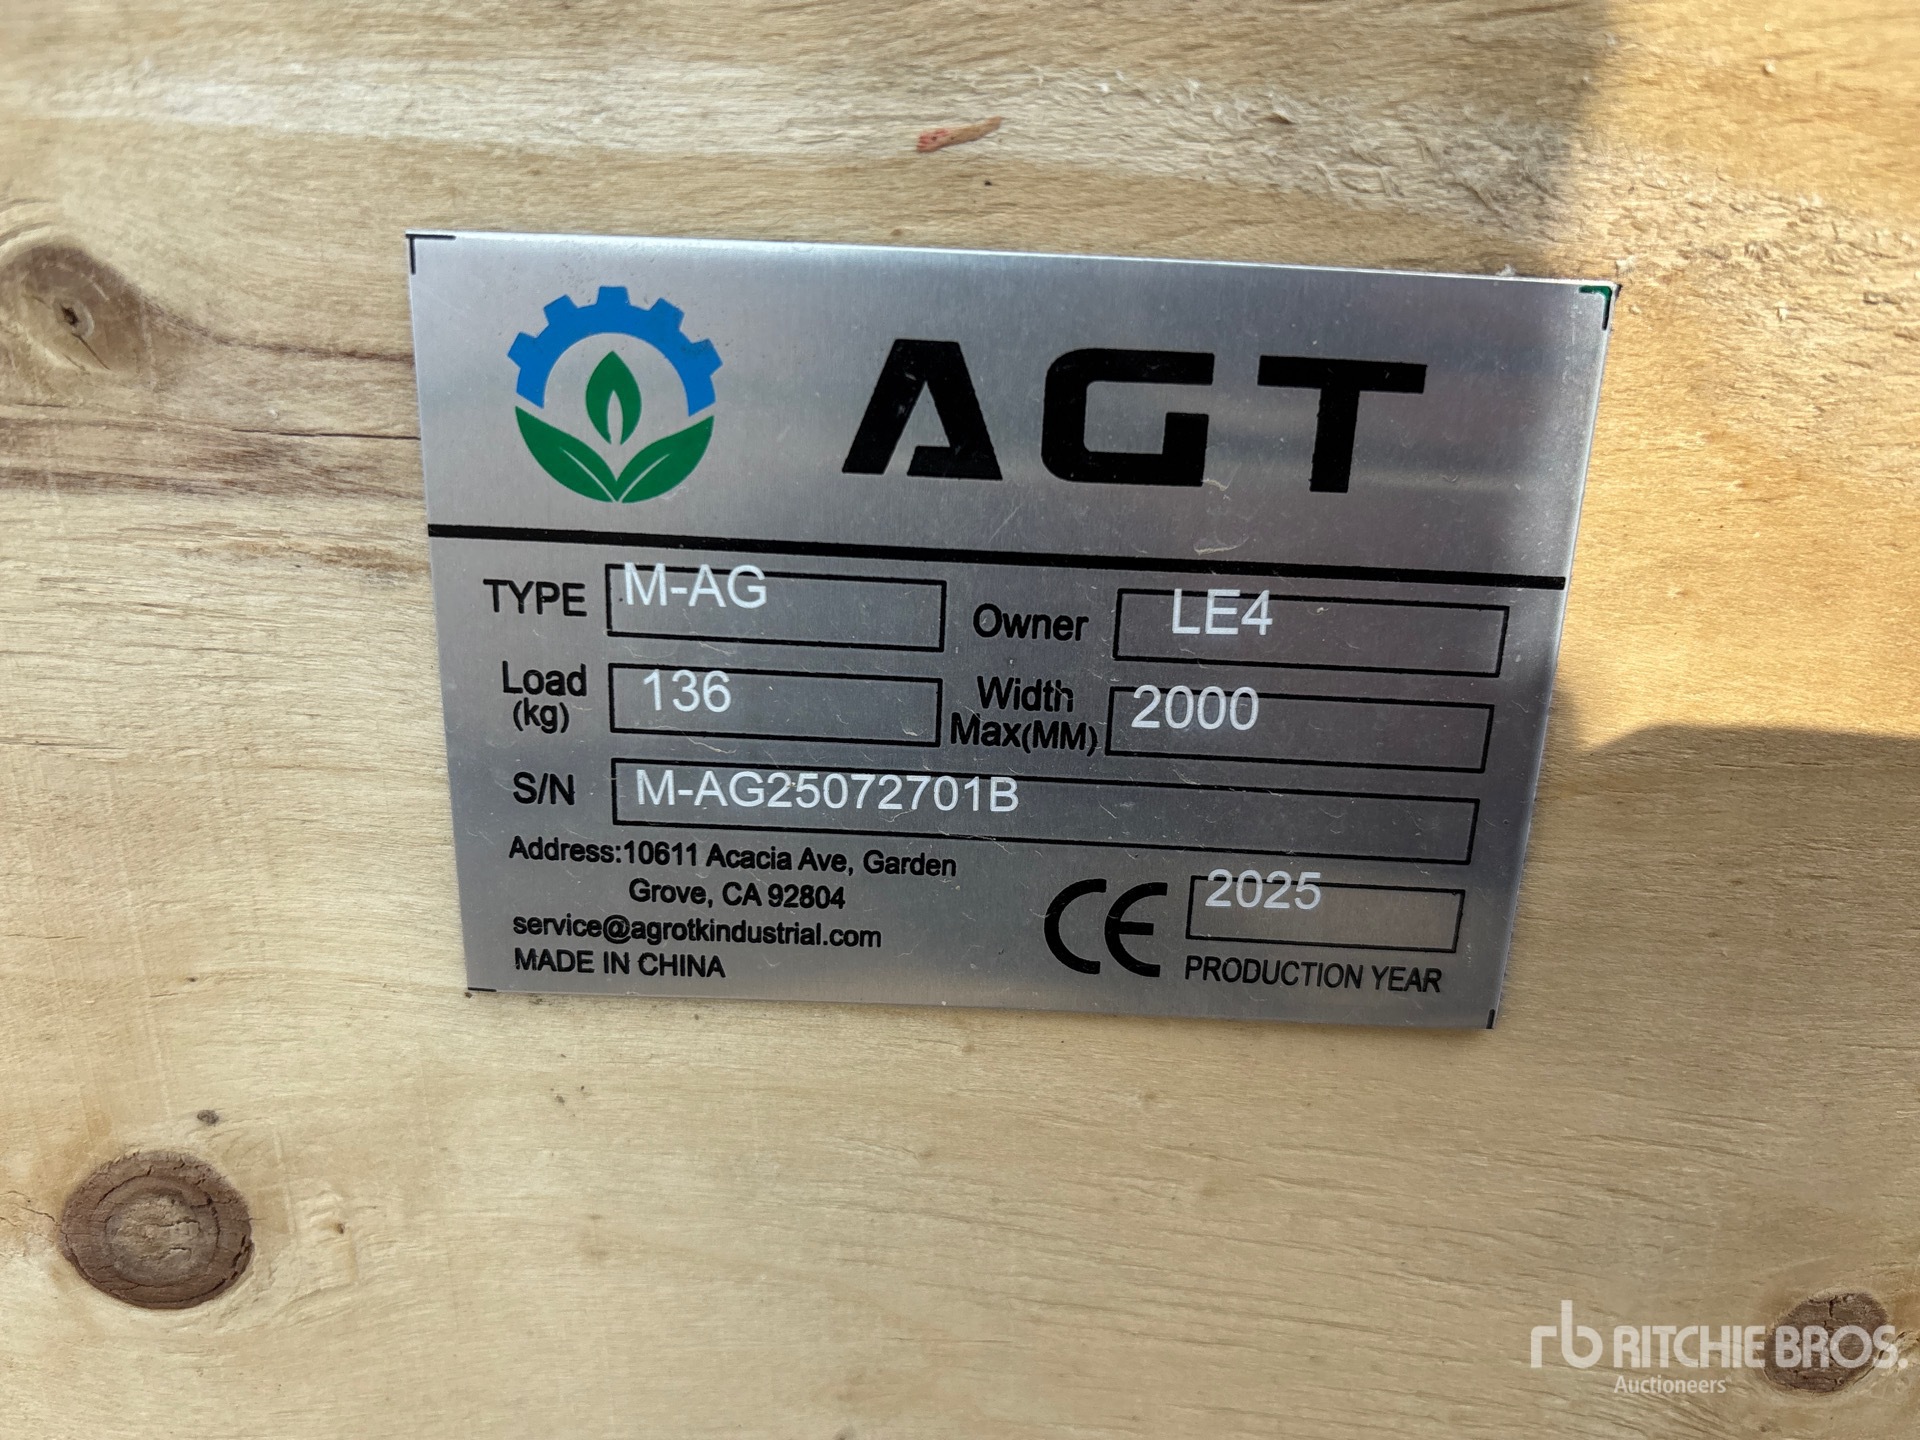 AGT
TYPE M-AG Owner LE4
Load (kg) 136 Width Max(MM) 2000
S/N M-AG25072701B
Address:10611 Acacia Ave, Garden
Grove, CA 92804
service@agrotkindustrial.com
MADE IN CHINA
CE 2025
PRODUCTION YEAR
rb RITCHIE BROS.
Auctioneers